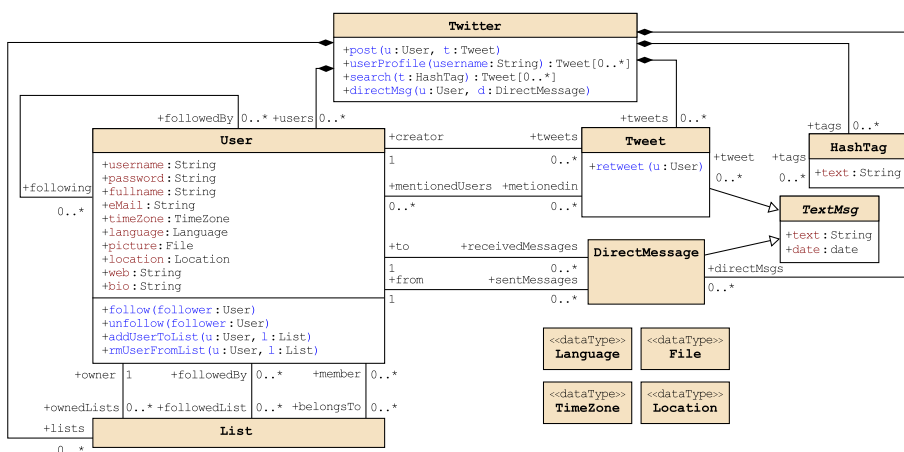 Twitter
+post(u:User, t:Tweet)
+userProfile(username:String):Tweet[0..*]
+search(t:HashTag):Tweet[0..*]
+directMsg(u:User, d:DirectMessage)
+followedBy 0..* +users 0..*
+tweets 0..*
+tags 0..*
User
+username:String
+password:String
+fullname:String
+eMail:String
+timeZone:TimeZone
+language:Language
+picture:File
+location:Location
+web:String
+bio:String
+follow(follower:User)
+unfollow(follower:User)
+addUserToList(u:User, l:List)
+rmUserFromList(u:User, l:List)
+following
0..*
+creator +tweets
1 0..*
+mentionedUsers +metionedin
0..* 0..*
+to +receivedMessages
1 0..*
+from +sentMessages
1 0..*
Tweet
+retweet(u:User)
+tweet +tags
0..* 0..*
HashTag
+text:String
TextMsg
+text:String
+date:date
DirectMessage
+directMsgs
0..*
<<dataType>>
Language
<<dataType>>
File
<<dataType>>
TimeZone
<<dataType>>
Location
+owner 1 +followedBy 0..* +member 0..*
+ownedLists 0..* +followedList 0..* +belongsTo 0..*
+lists
0..*
List